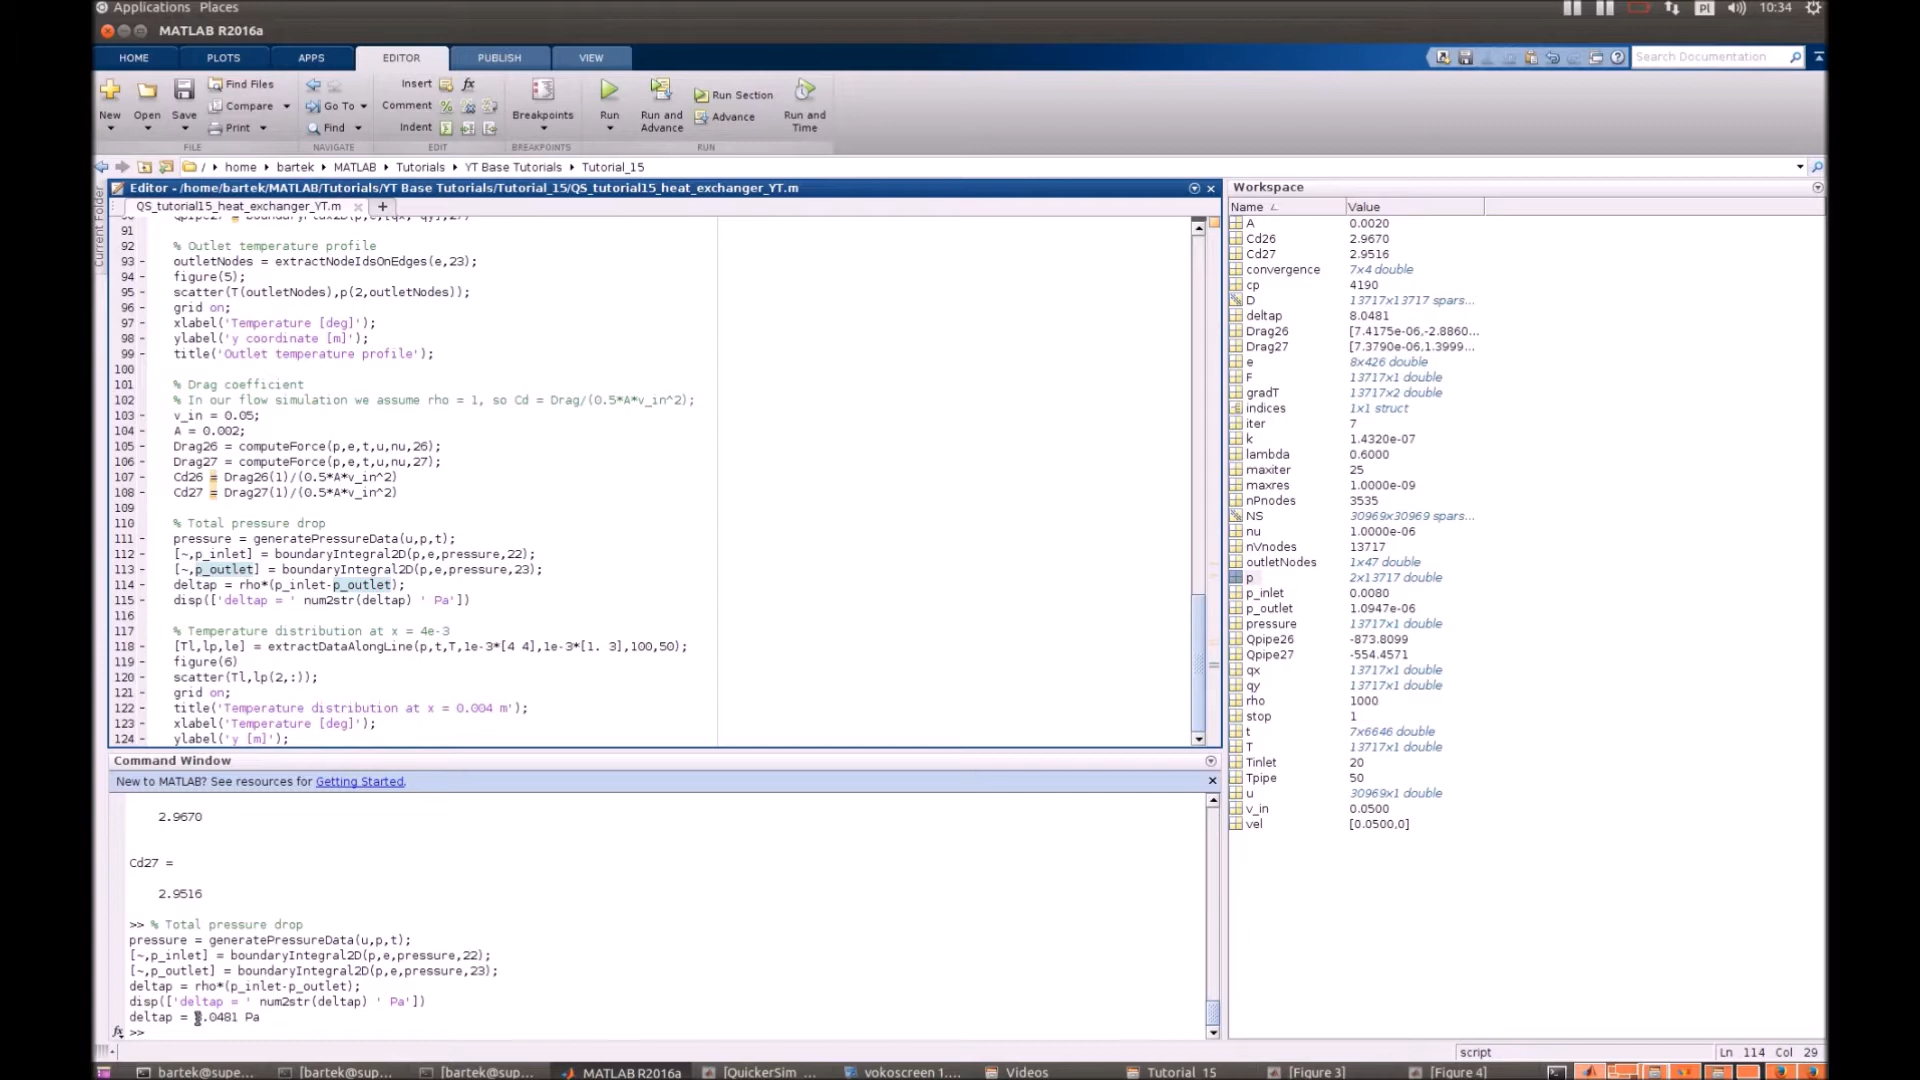 Applications Places
Pl
10:34
MATLAB R2016a
HOME PLOTS APPS EDITOR PUBLISH VIEW
Search Documentation
New Open Save
Find Files
Compare
Print
Go To
Find
Insert
Comment
Indent
Breakpoints
Run
Run and Advance
Run Section
Advance
Run and Time
FILE NAVIGATE EDIT BREAKPOINTS RUN
/ home bartek MATLAB Tutorials YT Base Tutorials Tutorial_15
Current Folder
Editor - /home/bartek/MATLAB/Tutorials/YT Base Tutorials/Tutorial_15/QS_tutorial15_heat_exchanger_YT.m
QS_tutorial15_heat_exchanger_YT.m
91
92 % Outlet temperature profile
93 - outletNodes = extractNodeIdsOnEdges(e,23);
94 - figure(5);
95 - scatter(T(outletNodes),p(2,outletNodes));
96 - grid on;
97 - xlabel('Temperature [deg]');
98 - ylabel('y coordinate [m]');
99 - title('Outlet temperature profile');
100
101 % Drag coefficient
102 % In our flow simulation we assume rho = 1, so Cd = Drag/(0.5*A*v_in^2);
103 - v_in = 0.05;
104 - A = 0.002;
105 - Drag26 = computeForce(p,e,t,u,nu,26);
106 - Drag27 = computeForce(p,e,t,u,nu,27);
107 - Cd26 = Drag26(1)/(0.5*A*v_in^2)
108 - Cd27 = Drag27(1)/(0.5*A*v_in^2)
109
110 % Total pressure drop
111 - pressure = generatePressureData(u,p,t);
112 - [~,p_inlet] = boundaryIntegral2D(p,e,pressure,22);
113 - [~,p_outlet] = boundaryIntegral2D(p,e,pressure,23);
114 - deltap = rho*(p_inlet-p_outlet);
115 - disp(['deltap = ' num2str(deltap) ' Pa'])
116
117 % Temperature distribution at x = 4e-3
118 - [Tl,lp,le] = extractDataAlongLine(p,t,T,1e-3*[4 4],1e-3*[1. 3],100,50);
119 - figure(6)
120 - scatter(Tl,lp(2,:));
121 - grid on;
122 - title('Temperature distribution at x = 0.004 m');
123 - xlabel('Temperature [deg]');
124 - ylabel('y [m]');
Command Window
New to MATLAB? See resources for Getting Started.
2.9670
Cd27 =
2.9516
>> % Total pressure drop
pressure = generatePressureData(u,p,t);
[~,p_inlet] = boundaryIntegral2D(p,e,pressure,22);
[~,p_outlet] = boundaryIntegral2D(p,e,pressure,23);
deltap = rho*(p_inlet-p_outlet);
disp(['deltap = ' num2str(deltap) ' Pa'])
deltap = 8.0481 Pa
fx >>
Workspace
Name Value
A 0.0020
Cd26 2.9670
Cd27 2.9516
convergence 7x4 double
cp 4190
D 13717x13717 spars...
deltap 8.0481
Drag26 [7.4175e-06,-2.8860...
Drag27 [7.3790e-06,1.3999...
e 8x426 double
F 13717x1 double
gradT 13717x2 double
indices 1x1 struct
iter 7
k 1.4320e-07
lambda 0.6000
maxiter 25
maxres 1.0000e-09
nPnodes 3535
NS 30969x30969 spars...
nu 1.0000e-06
nVnodes 13717
outletNodes 1x47 double
p 2x13717 double
p_inlet 0.0080
p_outlet 1.0947e-06
pressure 13717x1 double
Qpipe26 -873.8099
Qpipe27 -554.4571
qx 13717x1 double
qy 13717x1 double
rho 1000
stop 1
t 7x6646 double
T 13717x1 double
Tinlet 20
Tpipe 50
u 30969x1 double
v_in 0.0500
vel [0.0500,0]
script
Ln 114 Col 29
bartek@supe... [bartek@sup... [bartek@sup... MATLAB R2016a [QuickerSim ... vokoscreen 1.... Videos Tutorial_15 [Figure 3] [Figure 4]